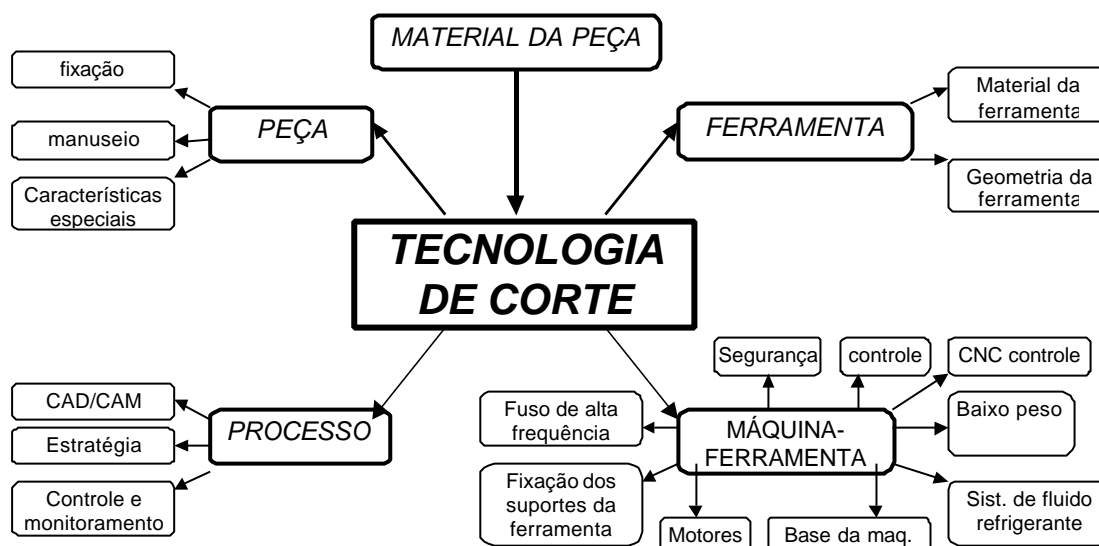 MATERIAL DA PEÇA
fixação
manuseio
Características
especiais
PEÇA
FERRAMENTA
Material da
ferramenta
Geometria da
ferramenta
TECNOLOGIA
DE CORTE
CAD/CAM
Estratégia
Controle e
monitoramento
PROCESSO
Segurança
controle
CNC controle
Fuso de alta
frequência
MÁQUINA-
FERRAMENTA
Baixo peso
Fixação dos
suportes da
ferramenta
Motores
Base da maq.
Sist. de fluido
refrigerante